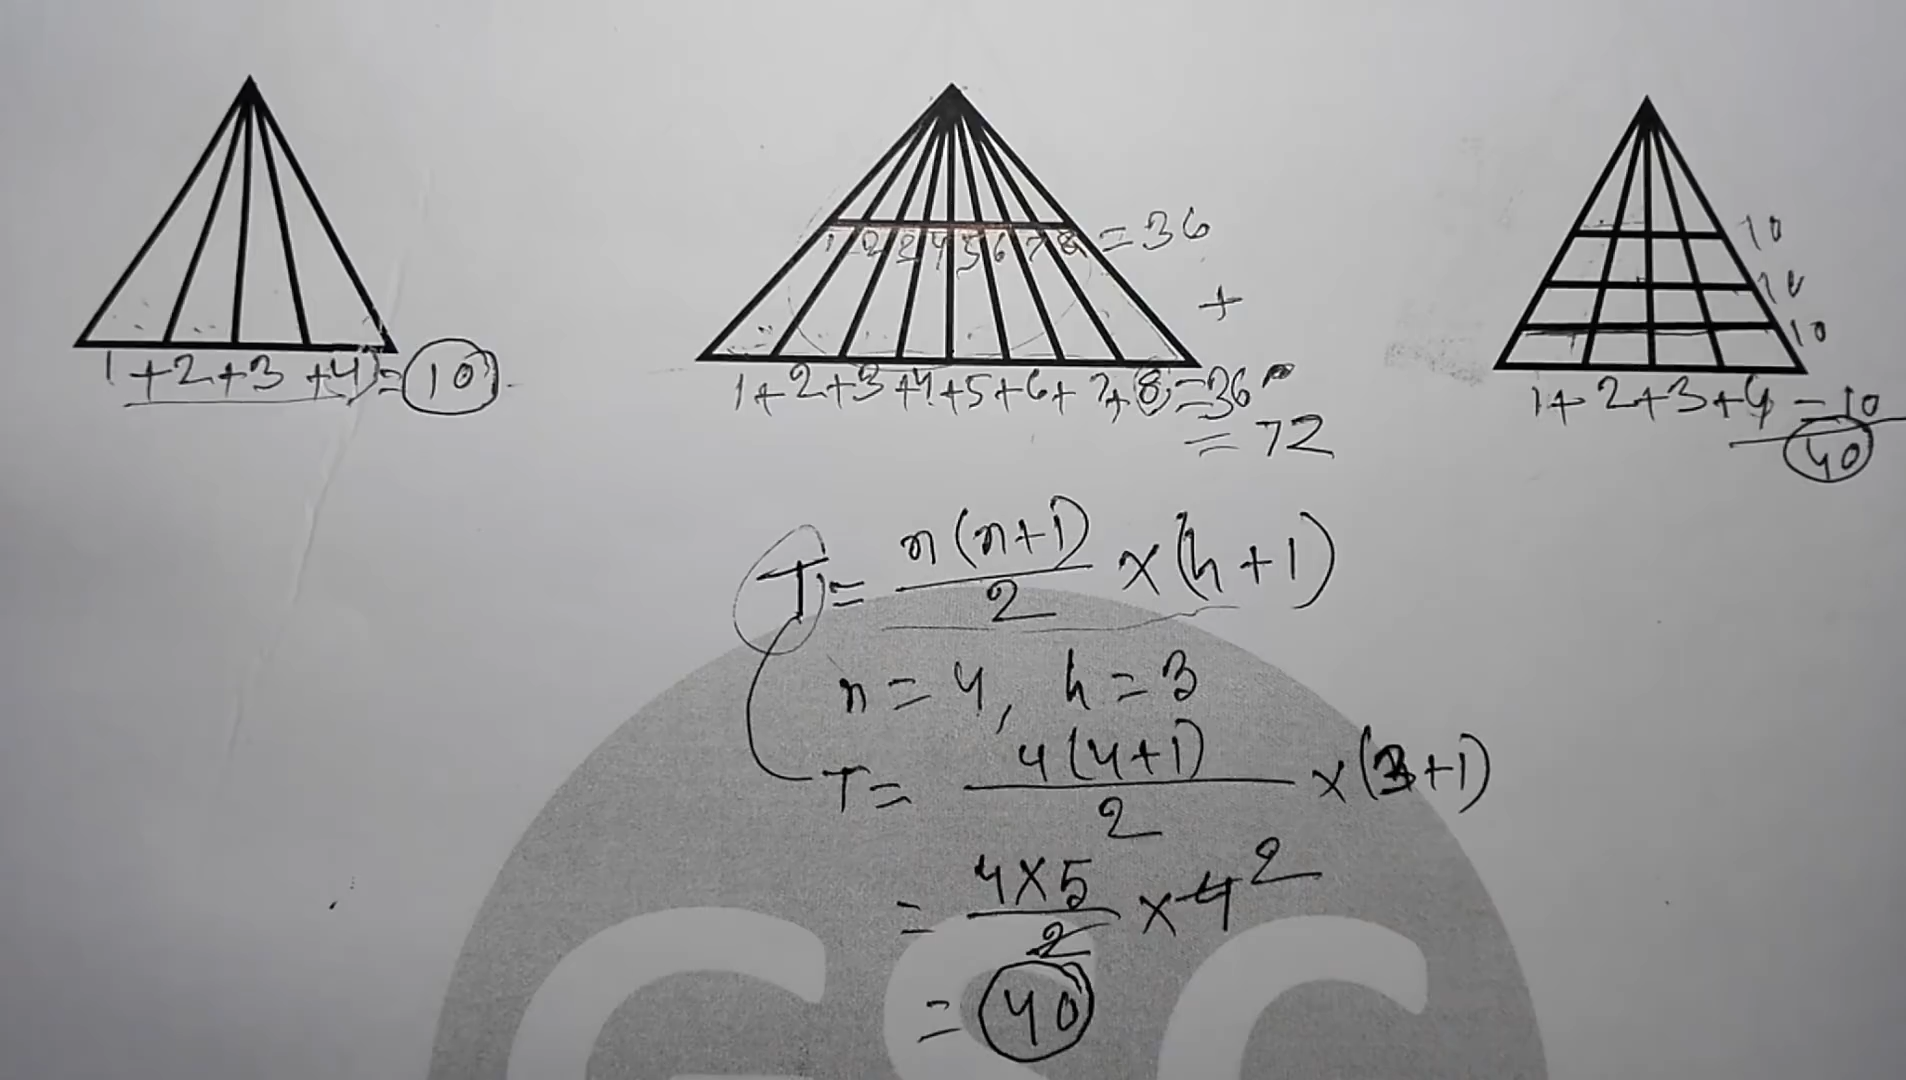 1+2+3+4=10
1 2 3 4 5 6 7 8 =36
+
1+2+3+4+5+6+7+8=36
=72
10
10
10
1+2+3+4=10
40
T=n(n+1)/2×(h+1)
n=4, h=3
T=4(4+1)/2×(3+1)
=4×5/2×4 2
=40
GSC